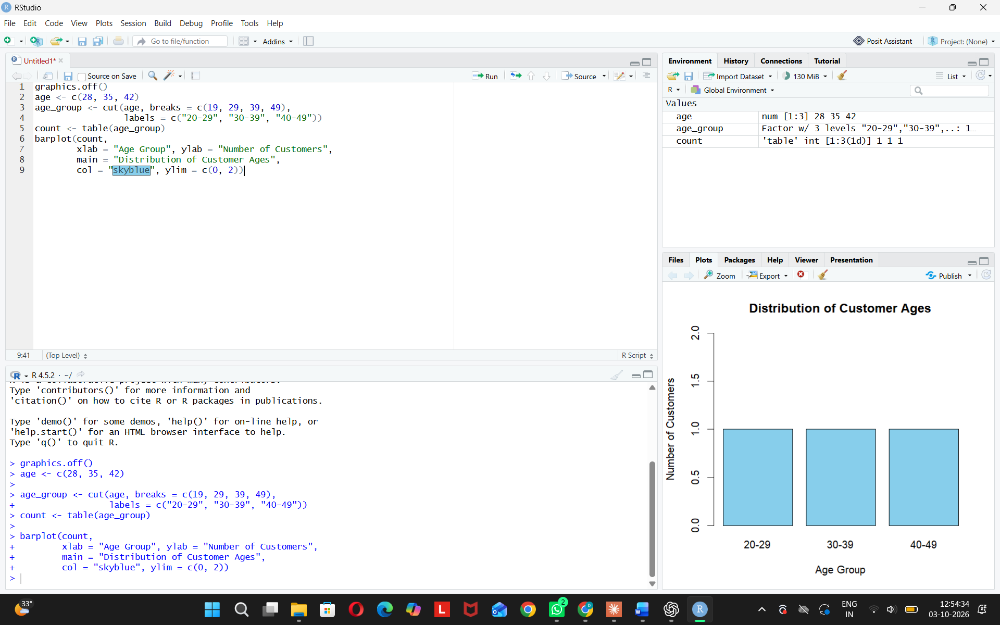 RStudio
File Edit Code View Plots Session Build Debug Profile Tools Help
Go to file/function Addins Posit Assistant Project: (None)
Untitled1*
Source on Save Run Source
1 graphics.off()
2 age <- c(28, 35, 42)
3 age_group <- cut(age, breaks = c(19, 29, 39, 49),
4 labels = c("20-29", "30-39", "40-49"))
5 count <- table(age_group)
6 barplot(count,
7 xlab = "Age Group", ylab = "Number of Customers",
8 main = "Distribution of Customer Ages",
9 col = "skyblue", ylim = c(0, 2))
9:41 (Top Level) R Script
R 4.5.2 · ~/
R is a collaborative project with many contributors.
Type 'contributors()' for more information and
'citation()' on how to cite R or R packages in publications.
Type 'demo()' for some demos, 'help()' for on-line help, or
'help.start()' for an HTML browser interface to help.
Type 'q()' to quit R.
> graphics.off()
> age <- c(28, 35, 42)
>
> age_group <- cut(age, breaks = c(19, 29, 39, 49),
+ labels = c("20-29", "30-39", "40-49"))
> count <- table(age_group)
>
> barplot(count,
+ xlab = "Age Group", ylab = "Number of Customers",
+ main = "Distribution of Customer Ages",
+ col = "skyblue", ylim = c(0, 2))
>
Environment History Connections Tutorial
Import Dataset 130 MiB List
R Global Environment
Values
age num [1:3] 28 35 42
age_group Factor w/ 3 levels "20-29","30-39",..: 1…
count 'table' int [1:3(1d)] 1 1 1
Files Plots Packages Help Viewer Presentation
Zoom Export Publish
Distribution of Customer Ages
Number of Customers
2.0
1.5
1.0
0.5
0.0
20-29 30-39 40-49
Age Group
33°
L
2
D
W
R
ENG
IN
12:54:34
03-10-2026